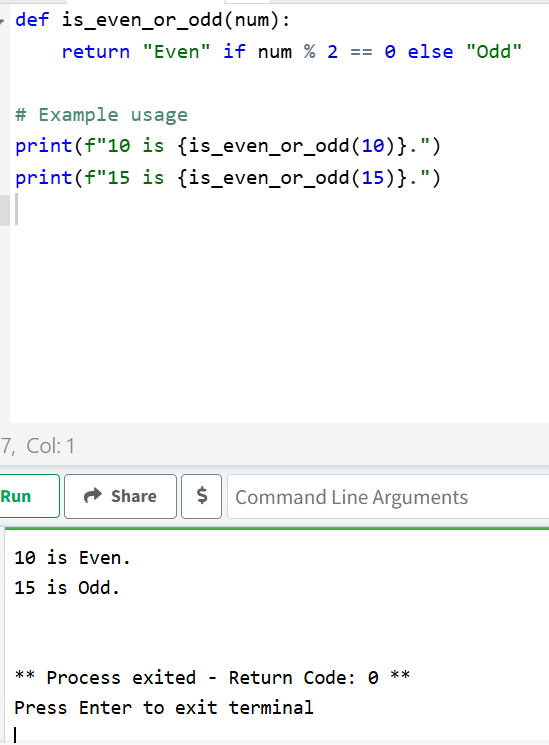 def is_even_or_odd(num):
    return "Even" if num % 2 == 0 else "Odd"
# Example usage
print(f"10 is {is_even_or_odd(10)}.")
print(f"15 is {is_even_or_odd(15)}.")
7, Col: 1
Run Share $ Command Line Arguments
10 is Even.
15 is Odd.
** Process exited - Return Code: 0 **
Press Enter to exit terminal